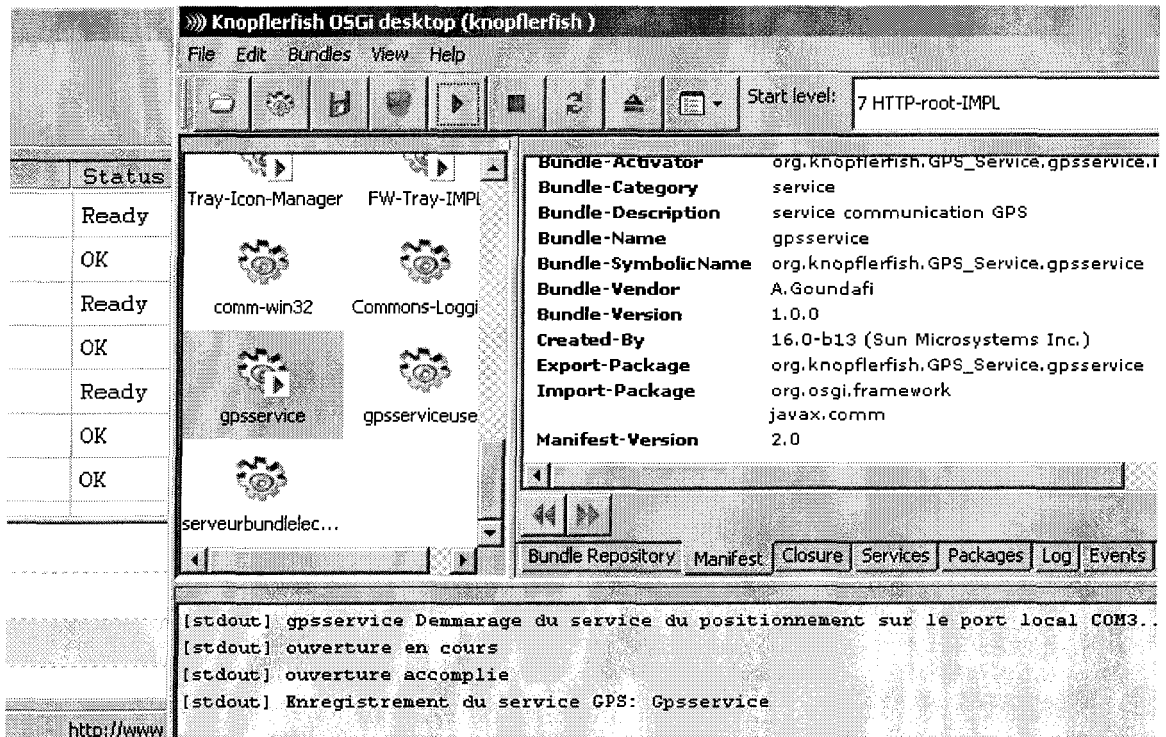 Knopflerfish OSGi desktop (knopflerfish )
File Edit Bundles View Help
Start level: 7 HTTP-root-IMPL
Status
Ready
OK
Ready
OK
Ready
OK
OK
http://www
Tray-Icon-Manager FW-Tray-IMPL
comm-win32 Commons-Loggi
gpsservice gpsserviceuse
serveurbundlelec...
Bundle-Activator org.knopflerfish.GPS_Service.gpsservice.
Bundle-Category service
Bundle-Description service communication GPS
Bundle-Name gpsservice
Bundle-SymbolicName org.knopflerfish.GPS_Service.gpsservice
Bundle-Vendor A.Goundafi
Bundle-Version 1.0.0
Created-By 16.0-b13 (Sun Microsystems Inc.)
Export-Package org.knopflerfish.GPS_Service.gpsservice
Import-Package org.osgi.framework
javax.comm
Manifest-Version 2.0
Bundle Repository Manifest Closure Services Packages Log Events
[stdout] gpsservice Demmarage du service du positionnement sur le port local COM3..
[stdout] ouverture en cours
[stdout] ouverture accomplie
[stdout] Enregistrement du service GPS: Gpsservice